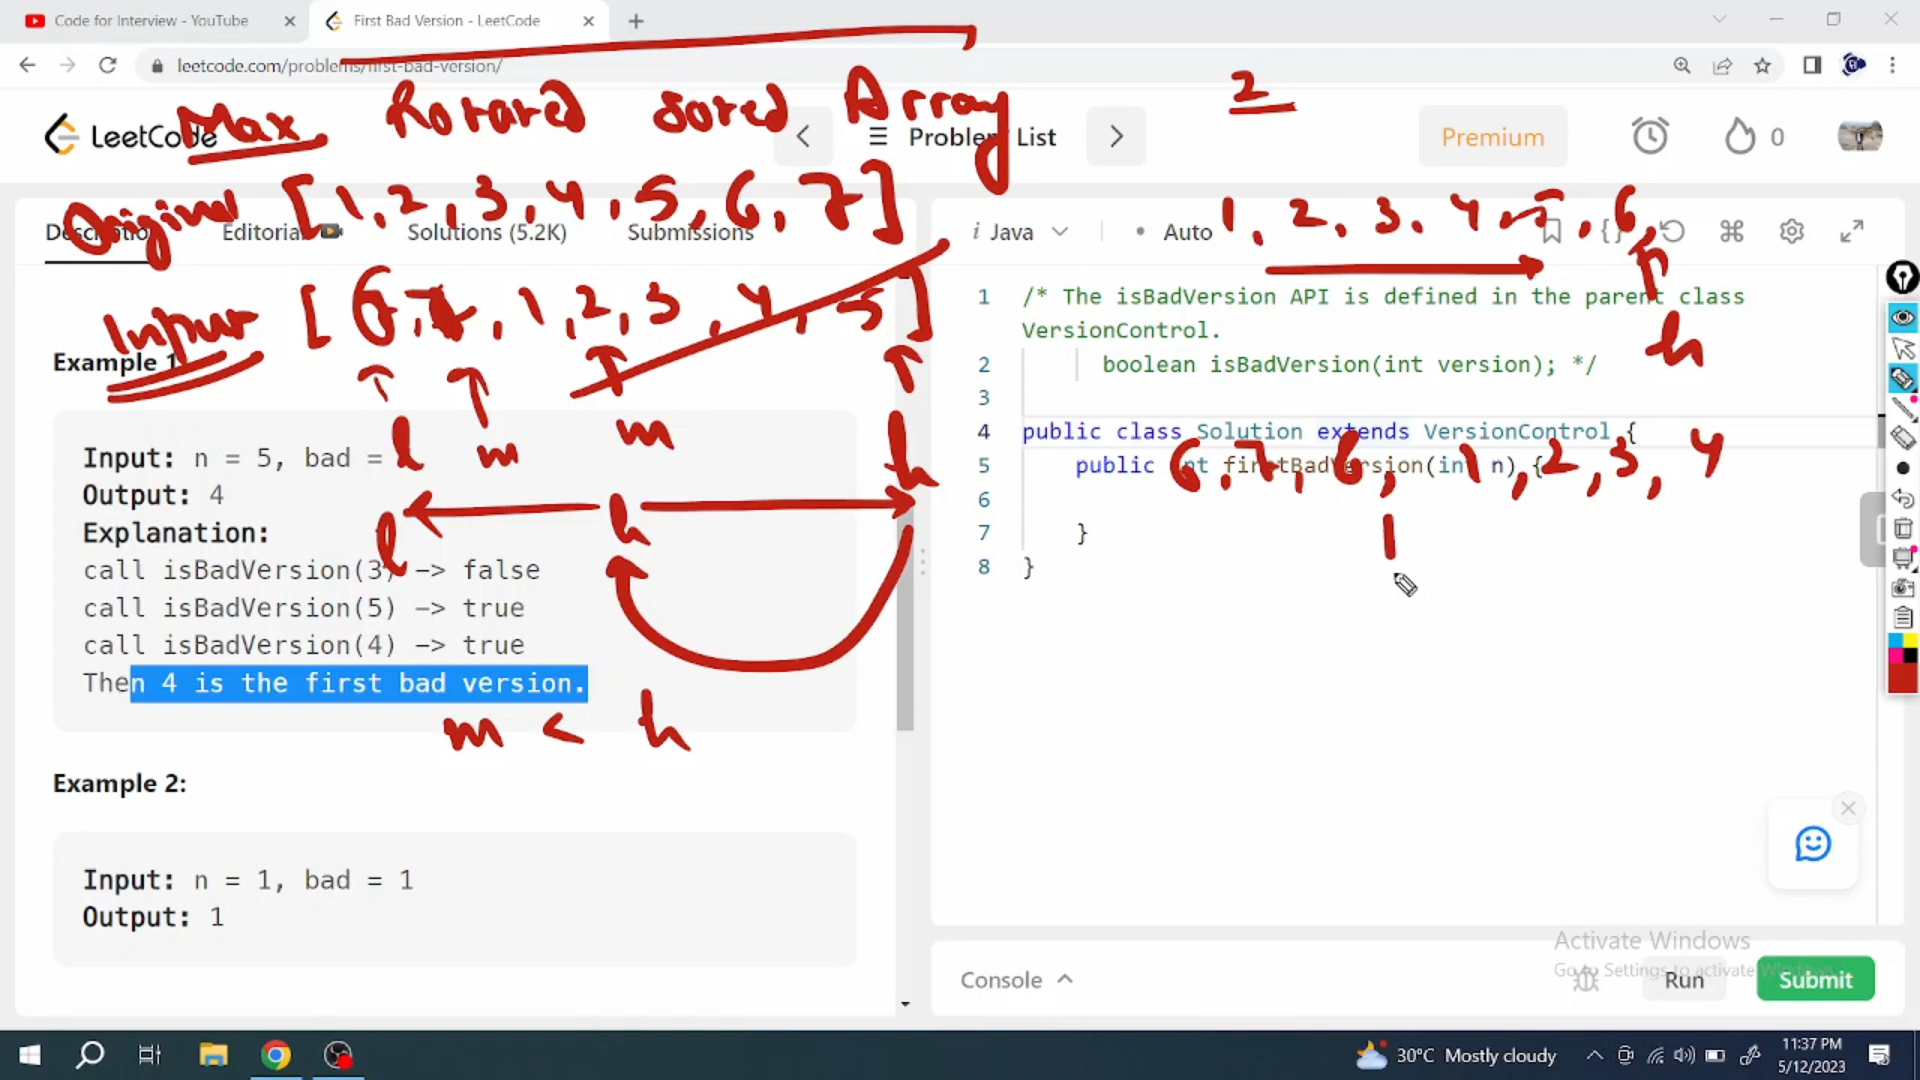 Code for Interview - YouTube
First Bad Version - LeetCode
leetcode.com/problems/first-bad-version/
Max Rotared Sored Array
2
LeetCode
Problem List
Premium
0
Original [1, 2, 3, 4, 5, 6, 7]
Description
Editorial
Solutions (5.2K)
Submissions
Input [6, 7, 1, 2, 3, 4, 5]
Example 1
l m m h
Input: n = 5, bad =
Output: 4
Explanation:
l h
call isBadVersion(3) -> false
call isBadVersion(5) -> true
call isBadVersion(4) -> true
Then 4 is the first bad version.
m < h
Example 2:
Input: n = 1, bad = 1
Output: 1
i Java
Auto
1, 2, 3, 4, 5, 6,
h
1 /* The isBadVersion API is defined in the parent class
VersionControl.
2 boolean isBadVersion(int version); */
3
4 public class Solution extends VersionControl {
5 public int firstBadVersion(int n) {
6, 7, 6, 1, 2, 3, 4
6
1
7 }
8 }
Console
Activate Windows
Go to Settings to activate Windows.
Run
Submit
30°C Mostly cloudy
11:37 PM
5/12/2023